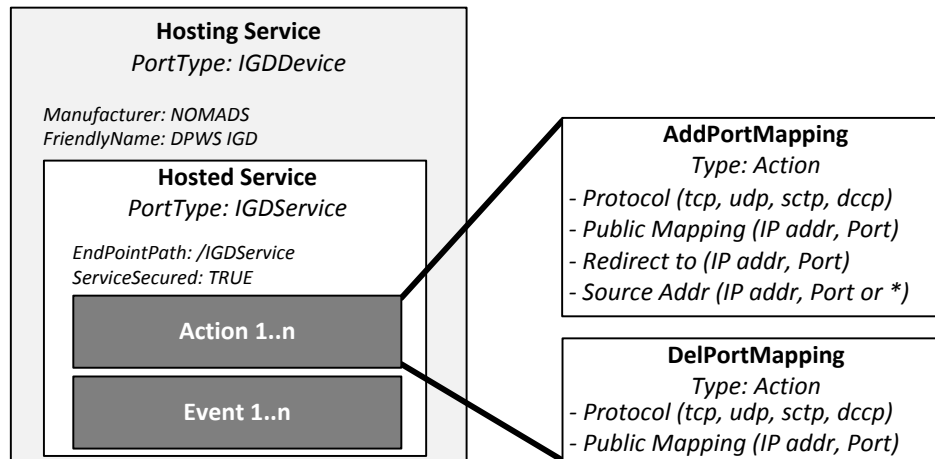 Hosting Service
PortType: IGDDevice
Manufacturer: NOMADS
FriendlyName: DPWS IGD
Hosted Service
PortType: IGDService
EndPointPath: /IGDService
ServiceSecured: TRUE
Action 1..n
Event 1..n
AddPortMapping
Type: Action
- Protocol (tcp, udp, sctp, dccp)
- Public Mapping (IP addr, Port)
- Redirect to (IP addr, Port)
- Source Addr (IP addr, Port or *)
DelPortMapping
Type: Action
- Protocol (tcp, udp, sctp, dccp)
- Public Mapping (IP addr, Port)